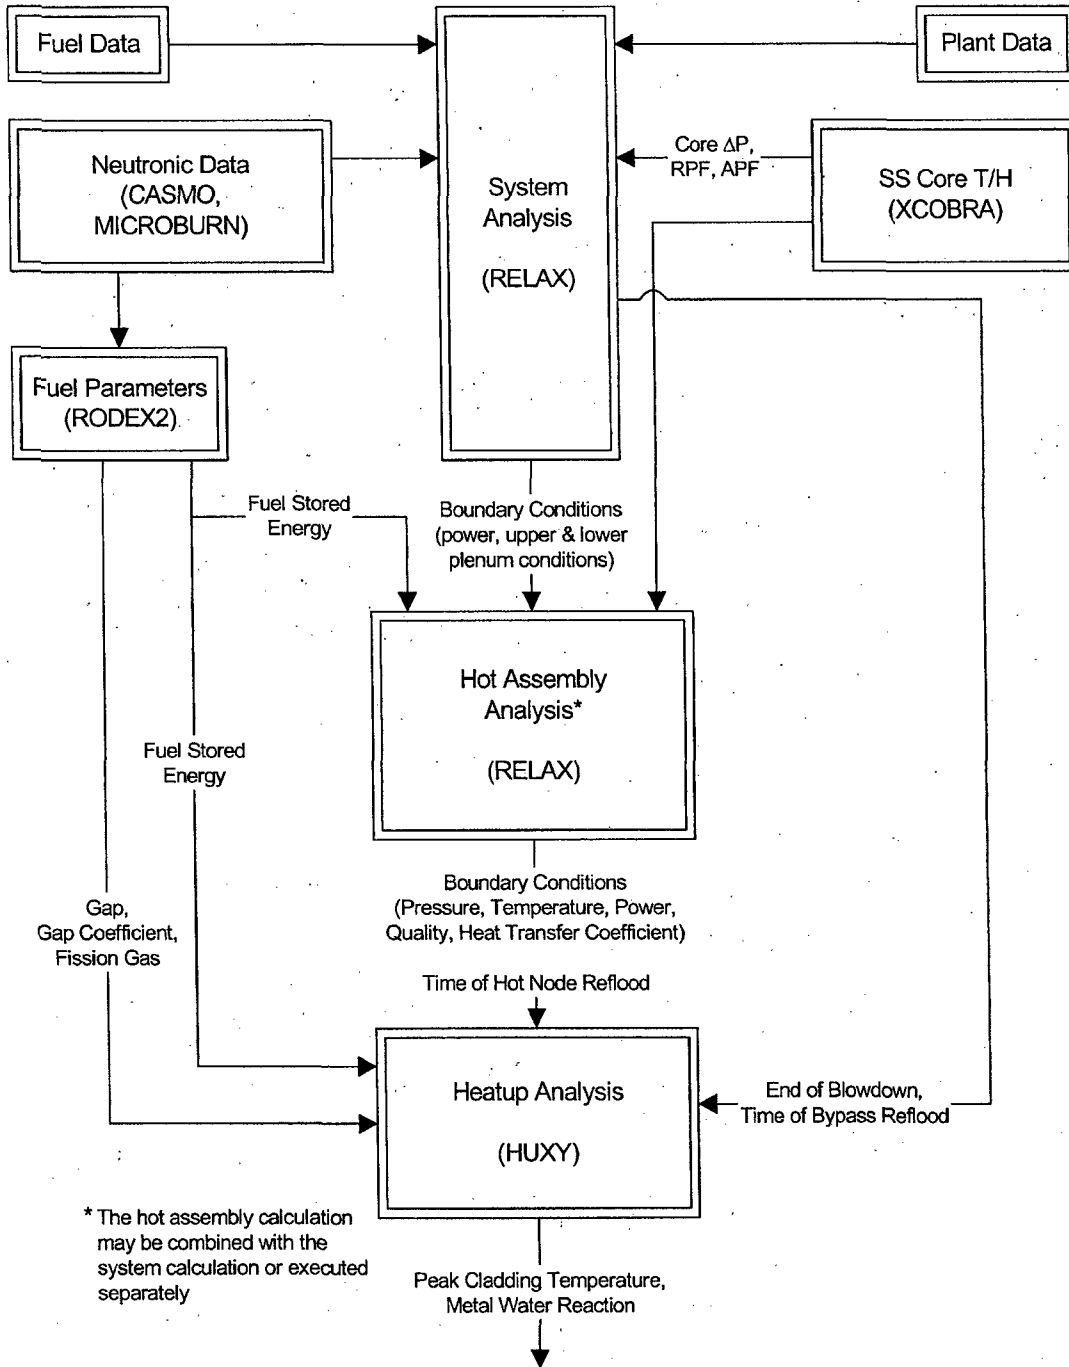 Fuel Data
Plant Data
Neutronic Data
(CASMO,
MICROBURN)
System
Analysis
(RELAX)
Core ΔP,
RPF, APF
SS Core T/H
(XCOBRA)
Fuel Parameters
(RODEX2)
Fuel Stored
Energy
Boundary Conditions
(power, upper & lower
plenum conditions)
Hot Assembly
Analysis*
(RELAX)
Fuel Stored
Energy
Boundary Conditions
(Pressure, Temperature, Power,
Quality, Heat Transfer Coefficient)
Gap,
Gap Coefficient,
Fission Gas
Time of Hot Node Reflood
Heatup Analysis
(HUXY)
End of Blowdown,
Time of Bypass Reflood
* The hot assembly calculation
may be combined with the
system calculation or executed
separately
Peak Cladding Temperature,
Metal Water Reaction